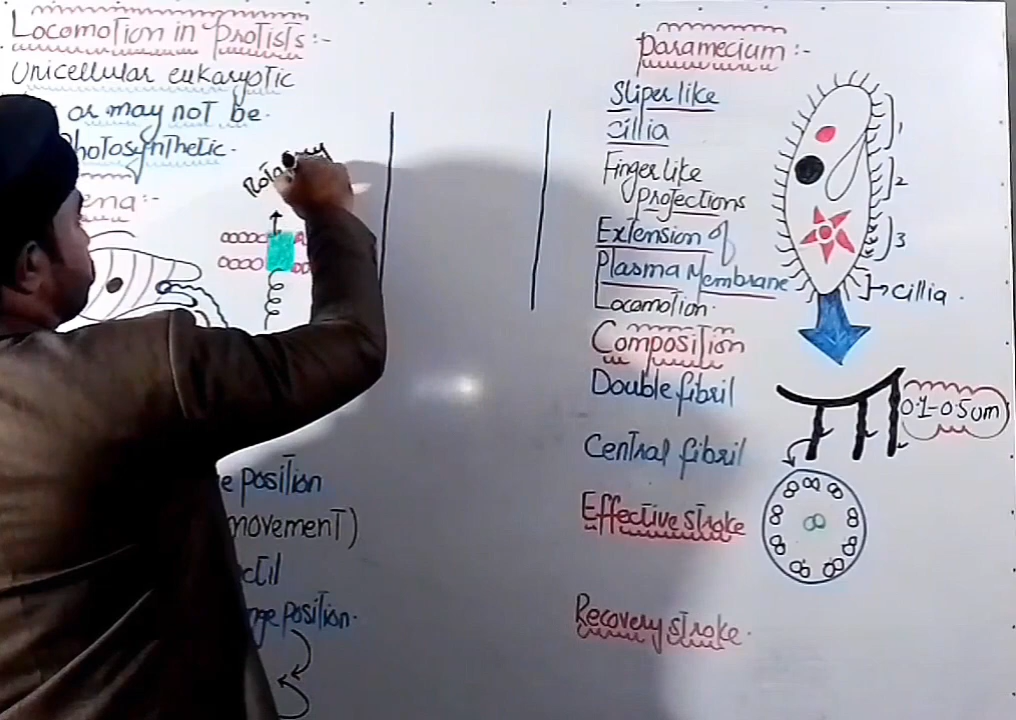 Locomotion in Protists:-
Unicellular eukaryotic
or may not be.
Photosynthetic.
ena:-
e position
movement)
ctil
nge position.
Paramecium:-
Sliper like
Cillia
Finger like
projections
Extension of
Plasma Membrane
Locomotion.
Composition
Double fibril
Central fibril
Effective stroke
Recovery stroke.
1
2
3
Cillia.
0.1-0.5um